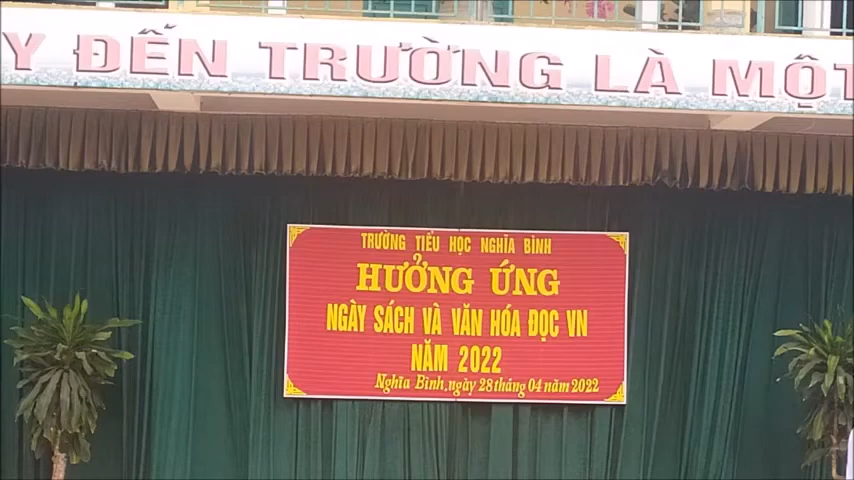 Y ĐẾN TRƯỜNG LÀ MỘT
TRƯỜNG TIỂU HỌC NGHĨA BÌNH
HƯỞNG ỨNG
NGÀY SÁCH VÀ VĂN HÓA ĐỌC VN
NĂM 2022
Nghĩa Bình, ngày 28 tháng 04 năm 2022